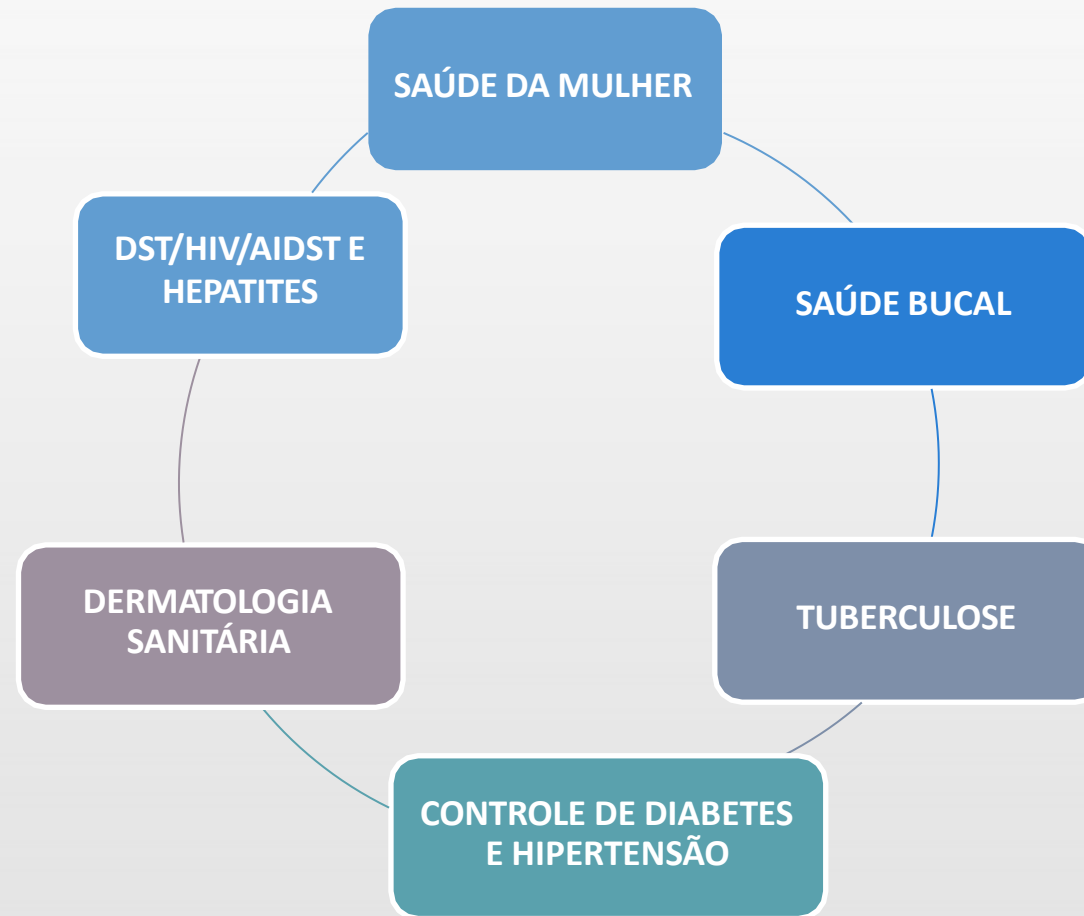 SAÚDE DA MULHER
DST/HIV/AIDST E
HEPATITES
SAÚDE BUCAL
DERMATOLOGIA
SANITÁRIA
TUBERCULOSE
CONTROLE DE DIABETES
E HIPERTENSÃO